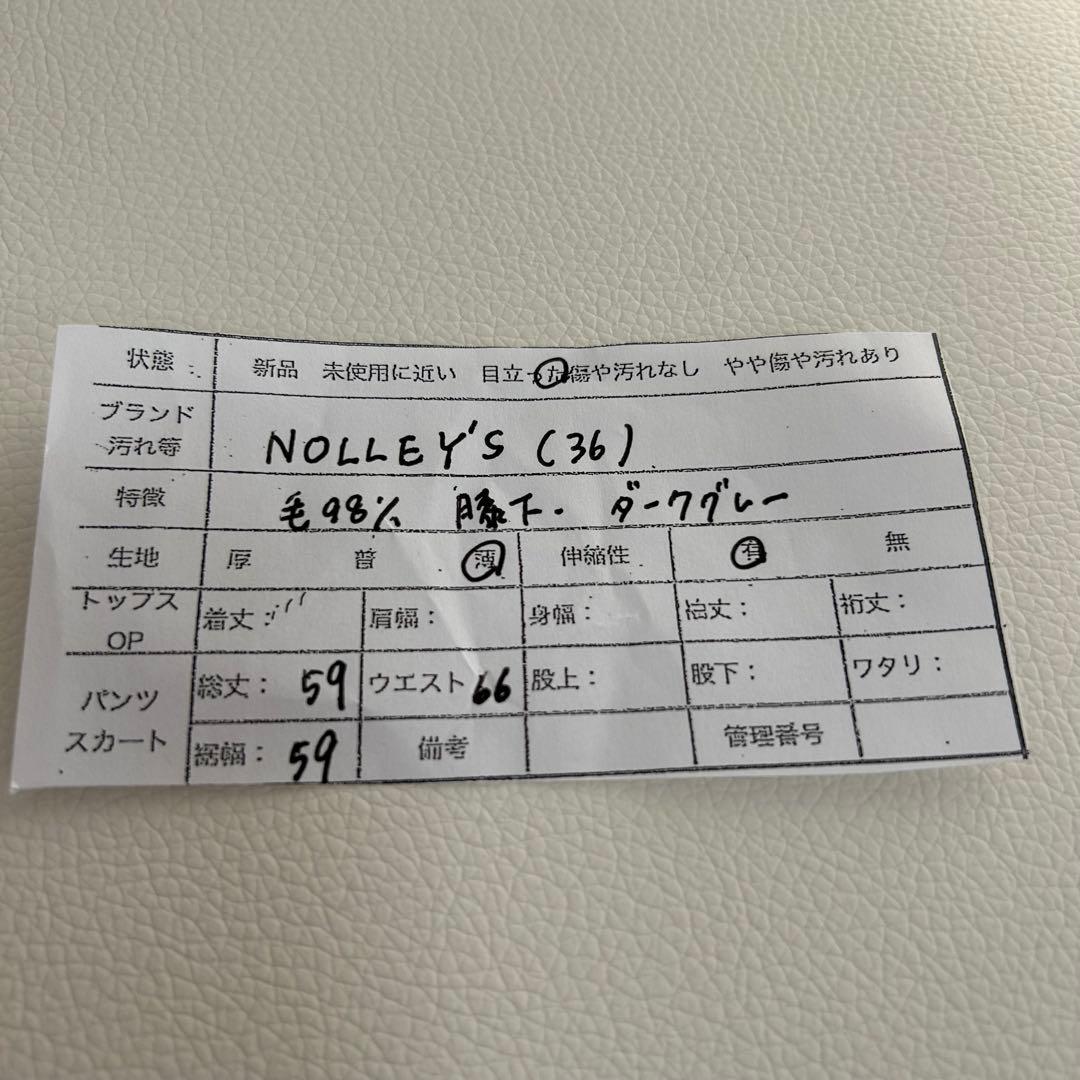 状態 新品 未使用に近い 目立った傷や汚れなし やや傷や汚れあり
ブランド
汚れ等 NOLLEY'S (36)
特徴 毛98% 膝下. ダークグレー
生地 厚 普 薄 伸縮性 有 無
トップス
OP 着丈: 肩幅: 身幅: 袖丈: 裄丈:
パンツ
スカート 総丈: 59 ウエスト 66 股上: 股下: ワタリ:
裾幅: 59 備考 管理番号